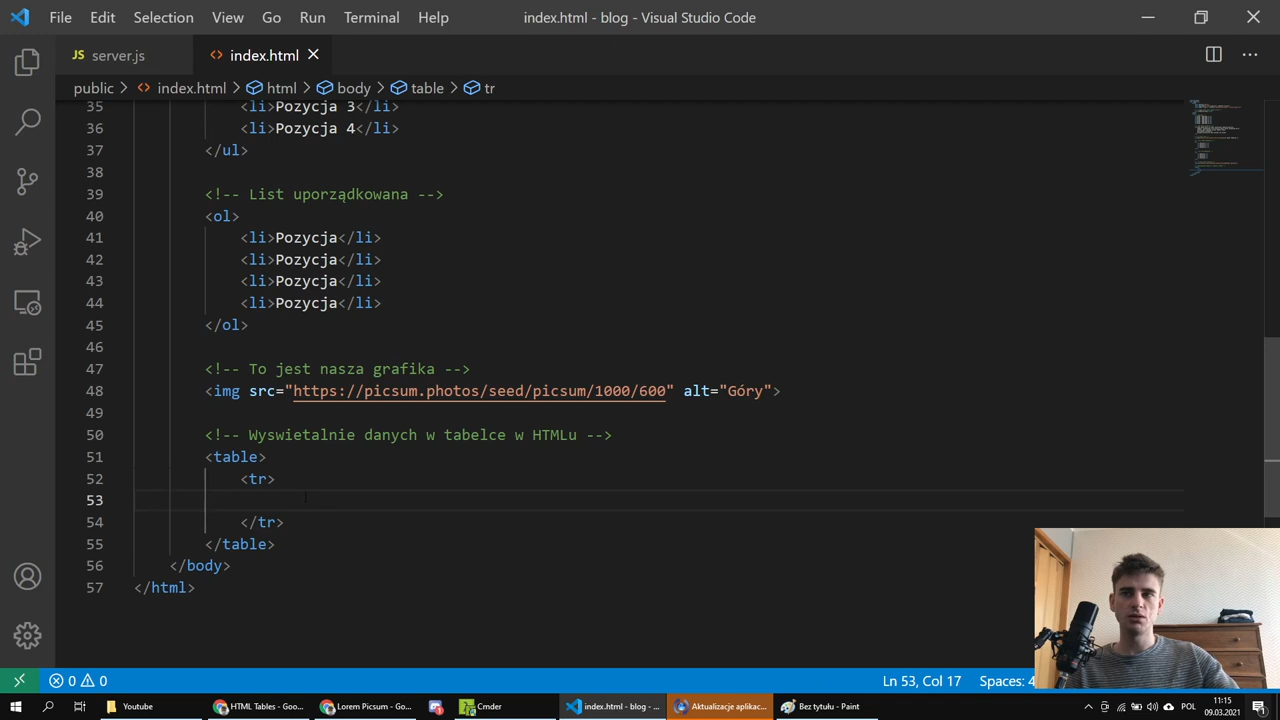 File Edit Selection View Go Run Terminal Help
index.html - blog - Visual Studio Code
JS server.js
<> index.html
public > <> index.html > html > body > table > tr
35 <li>Pozycja 3</li>
36 <li>Pozycja 4</li>
37 </ul>
38
39 <!-- List uporządkowana -->
40 <ol>
41 <li>Pozycja</li>
42 <li>Pozycja</li>
43 <li>Pozycja</li>
44 <li>Pozycja</li>
45 </ol>
46
47 <!-- To jest nasza grafika -->
48 <img src="https://picsum.photos/seed/picsum/1000/600" alt="Góry">
49
50 <!-- Wyswietalnie danych w tabelce w HTMLu -->
51 <table>
52 <tr>
53
54 </tr>
55 </table>
56 </body>
57 </html>
0 0
Ln 53, Col 17 Spaces: 4
Youtube
HTML Tables - Goo...
Lorem Picsum - Go...
Cmder
index.html - blog - ...
Aktualizacje aplikac...
Bez tytułu - Paint
POL
11:15
09.03.2021
1